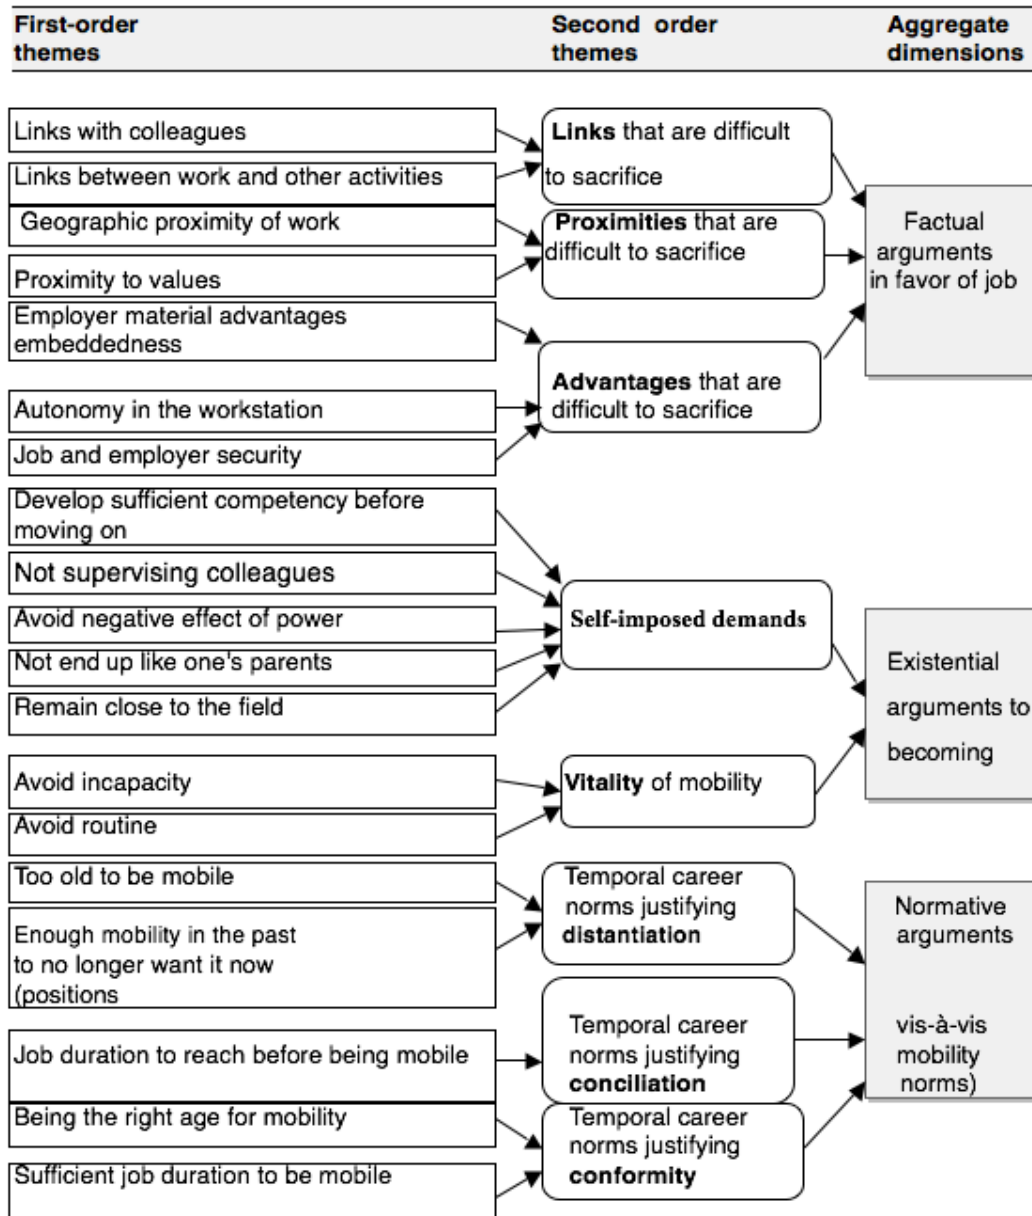 First-order
themes
Second order
themes
Aggregate
dimensions
Links with colleagues
Links between work and other activities
Links that are difficult
to sacrifice
Geographic proximity of work
Proximity to values
Proximities that are
difficult to sacrifice
Employer material advantages
embeddedness
Autonomy in the workstation
Job and employer security
Advantages that are
difficult to sacrifice
Factual
arguments
in favor of job
Develop sufficient competency before
moving on
Not supervising colleagues
Avoid negative effect of power
Not end up like one's parents
Remain close to the field
Self-imposed demands
Avoid incapacity
Avoid routine
Vitality of mobility
Existential
arguments to
becoming
Too old to be mobile
Enough mobility in the past
to no longer want it now
(positions
Temporal career
norms justifying
distantiation
Job duration to reach before being mobile
Temporal career
norms justifying
conciliation
Being the right age for mobility
Sufficient job duration to be mobile
Temporal career
norms justifying
conformity
Normative
arguments
vis-à-vis
mobility
norms)